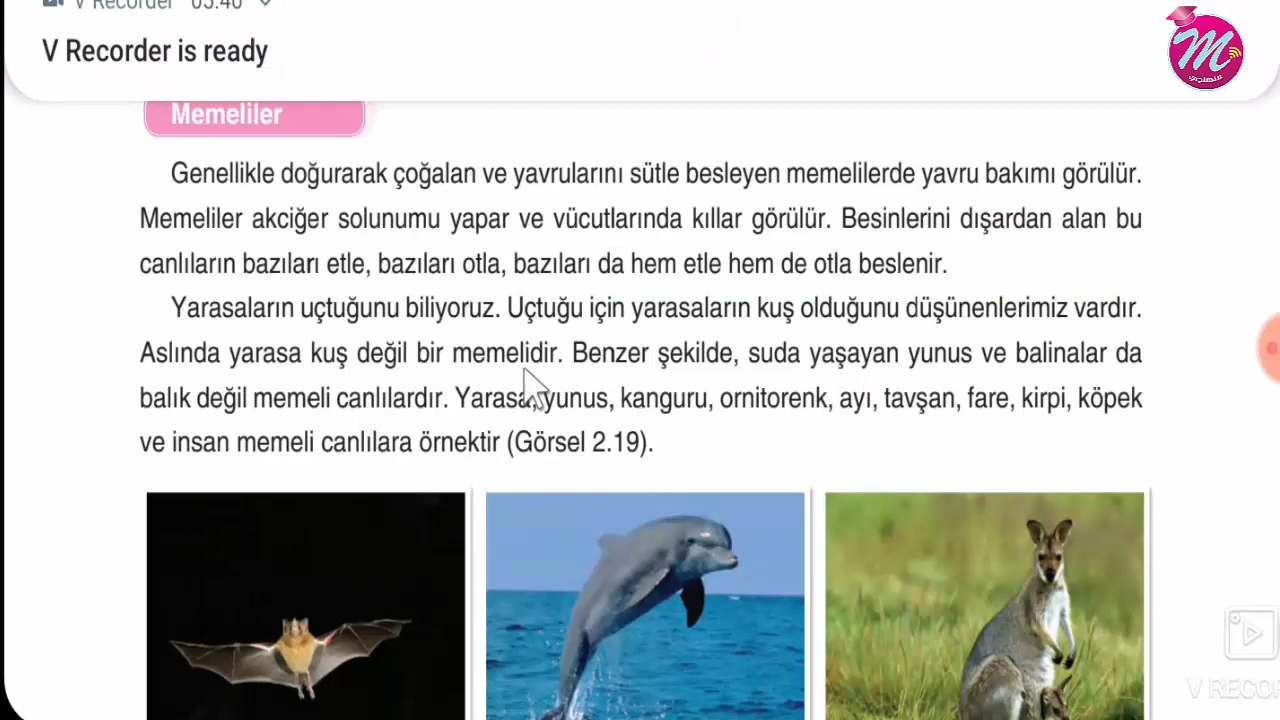 V Recorder 05:40
V Recorder is ready
Memeliler
Genellikle doğurarak çoğalan ve yavrularını sütle besleyen memelilerde yavru bakımı görülür.
Memeliler akciğer solunumu yapar ve vücutlarında kıllar görülür. Besinlerini dışardan alan bu
canlıların bazıları etle, bazıları otla, bazıları da hem etle hem de otla beslenir.
Yarasaların uçtuğunu biliyoruz. Uçtuğu için yarasaların kuş olduğunu düşünenlerimiz vardır.
Aslında yarasa kuş değil bir memelidir. Benzer şekilde, suda yaşayan yunus ve balinalar da
balık değil memeli canlılardır. Yarasa, yunus, kanguru, ornitorenk, ayı, tavşan, fare, kirpi, köpek
ve insan memeli canlılara örnektir (Görsel 2.19).
V RECOR